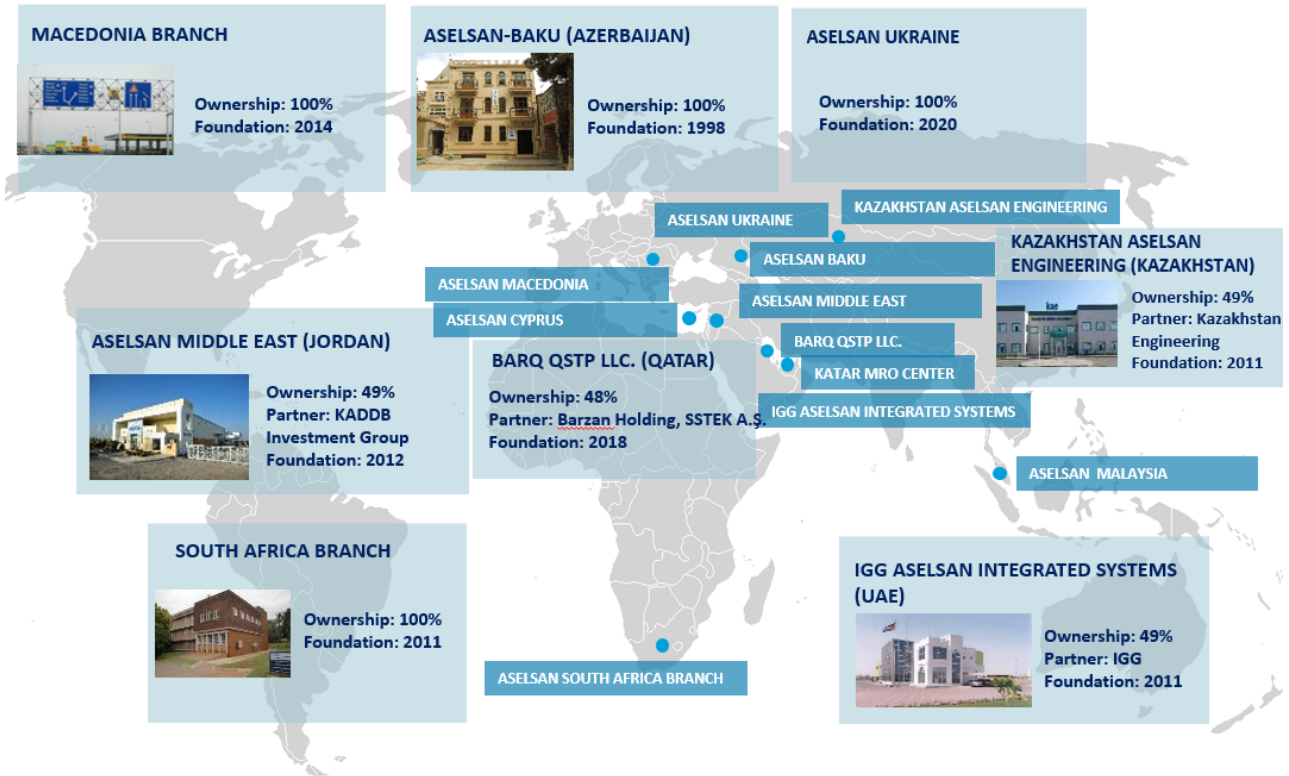 MACEDONIA BRANCH
Ownership: 100%
Foundation: 2014
ASELSAN-BAKU (AZERBAIJAN)
Ownership: 100%
Foundation: 1998
ASELSAN UKRAINE
Ownership: 100%
Foundation: 2020
ASELSAN UKRAINE
KAZAKHSTAN ASELSAN ENGINEERING
ASELSAN BAKU
ASELSAN MACEDONIA
ASELSAN MIDDLE EAST
ASELSAN CYPRUS
BARQ QSTP LLC.
KATAR MRO CENTER
IGG ASELSAN INTEGRATED SYSTEMS
ASELSAN  MALAYSIA
ASELSAN SOUTH AFRICA BRANCH
KAZAKHSTAN ASELSAN
ENGINEERING (KAZAKHSTAN)
kae
Ownership: 49%
Partner: Kazakhstan
Engineering
Foundation: 2011
ASELSAN MIDDLE EAST (JORDAN)
Ownership: 49%
Partner: KADDB
Investment Group
Foundation: 2012
BARQ QSTP LLC. (QATAR)
Ownership: 48%
Partner: Barzan Holding, SSTEK A.Ş.
Foundation: 2018
SOUTH AFRICA BRANCH
Ownership: 100%
Foundation: 2011
IGG ASELSAN INTEGRATED SYSTEMS
(UAE)
Ownership: 49%
Partner: IGG
Foundation: 2011